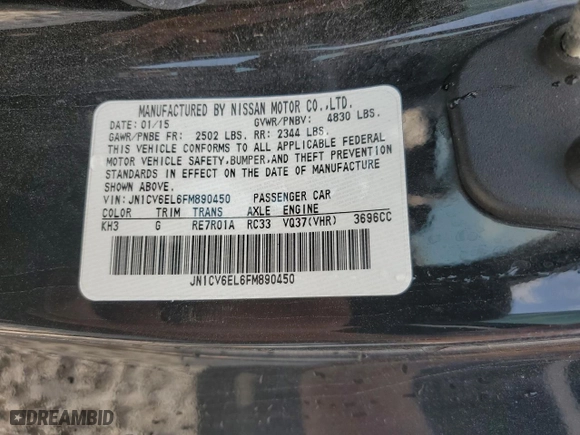 MANUFACTURED BY NISSAN MOTOR CO.,LTD.
DATE: 01/15 GVWR/PNBV: 4830 LBS.
GAWR/PNBE FR: 2502 LBS. RR: 2344 LBS.
THIS VEHICLE CONFORMS TO ALL APPLICABLE FEDERAL
MOTOR VEHICLE SAFETY,BUMPER,AND THEFT PREVENTION
STANDARDS IN EFFECT ON THE DATE OF MANUFACTURE
SHOWN ABOVE.
VIN: JN1CV6EL6FM890450 PASSENGER CAR
COLOR TRIM TRANS AXLE ENGINE
KH3 G RE7R01A RC33 VQ37(VHR) 3696CC
JN1CV6EL6FM890450
DREAMBID